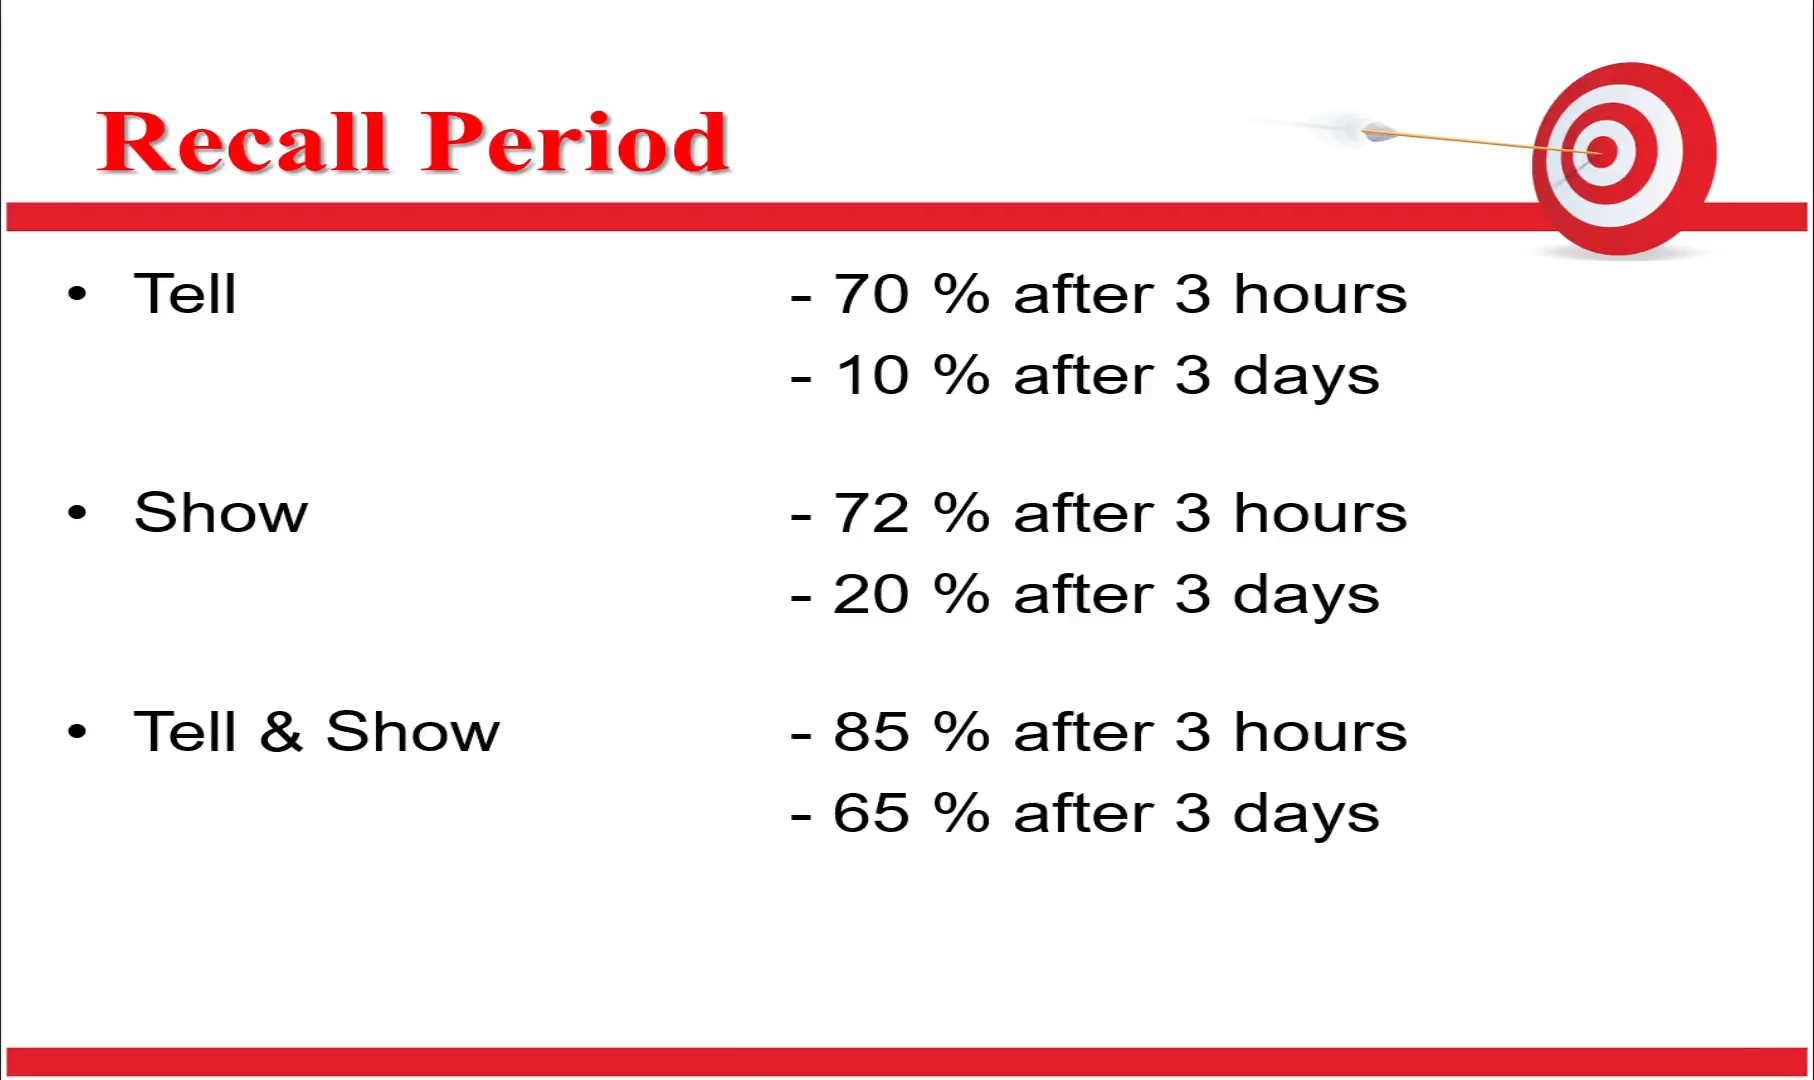 Recall Period
• Tell - 70 % after 3 hours
- 10 % after 3 days
• Show - 72 % after 3 hours
- 20 % after 3 days
• Tell & Show - 85 % after 3 hours
- 65 % after 3 days